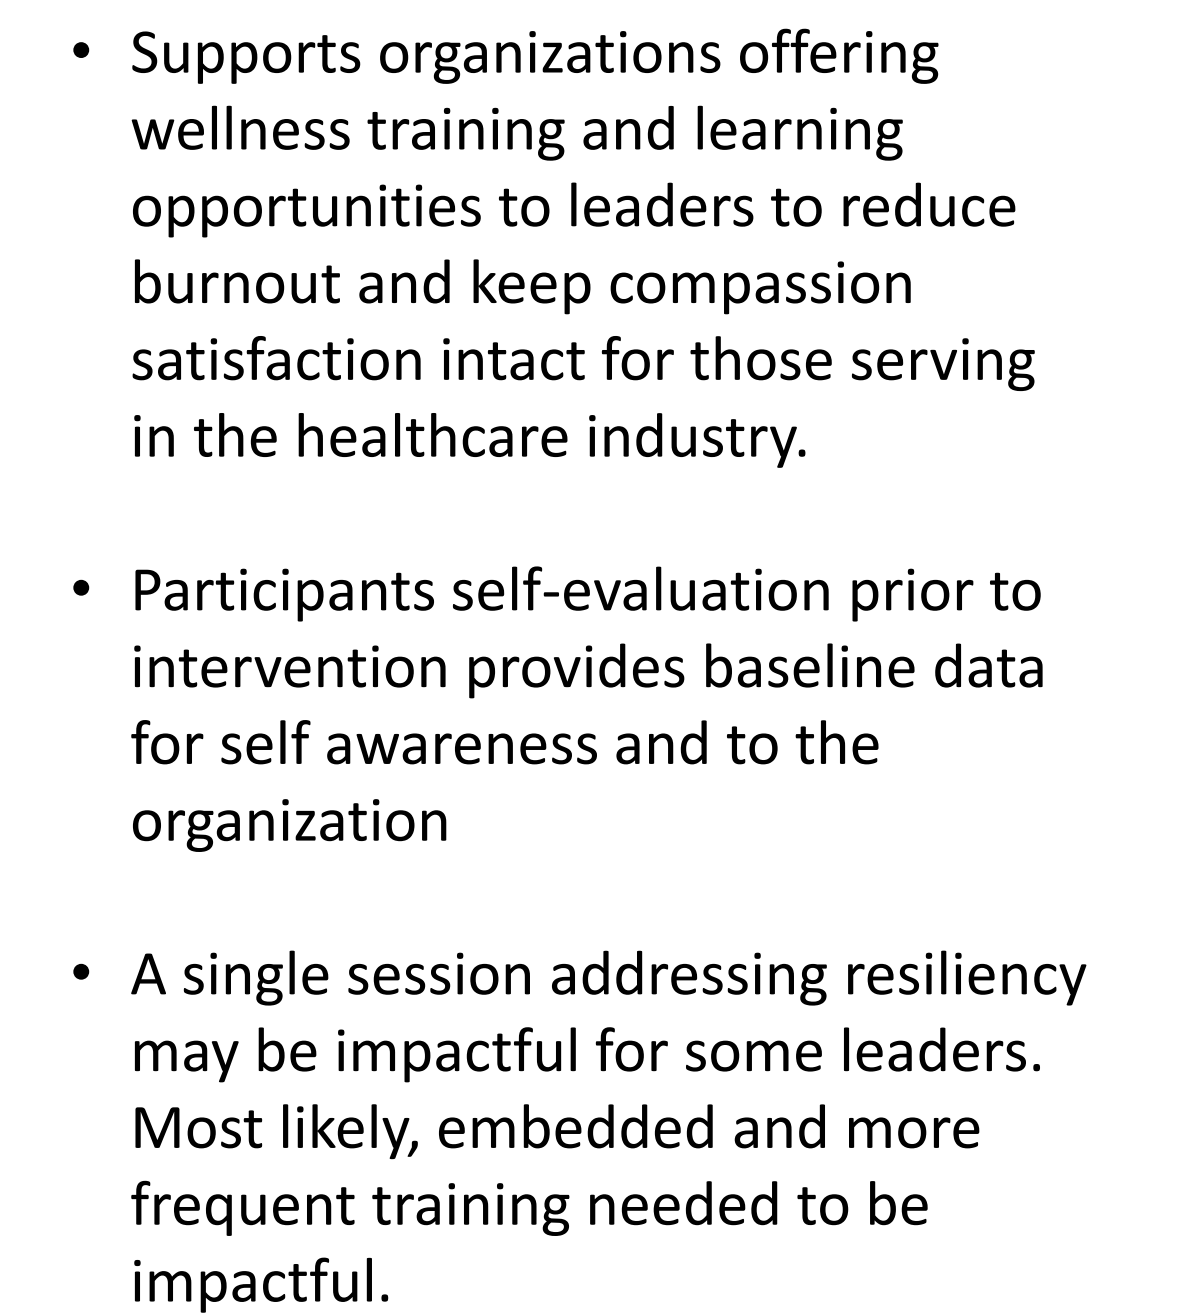 • Supports organizations offering
wellness training and learning
opportunities to leaders to reduce
burnout and keep compassion
satisfaction intact for those serving
in the healthcare industry.
• Participants self-evaluation prior to
intervention provides baseline data
for self awareness and to the
organization
• A single session addressing resiliency
may be impactful for some leaders.
Most likely, embedded and more
frequent training needed to be
impactful.